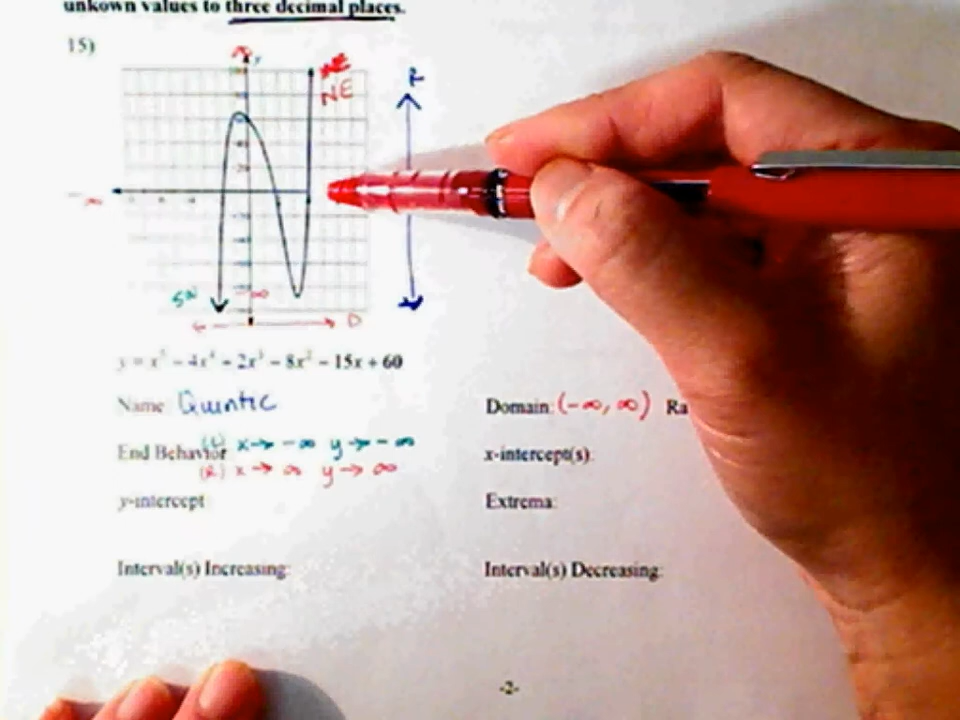 unkown values to three decimal places.
15)
∞ y
NE
R
-∞
SW
∞
D
y = x⁵ - 4x⁴ - 2x³ - 8x² - 15x + 60
Name: Quintic
Domain: (-∞, ∞) Ra
End Behavior (L) x→ -∞ y→ -∞
(R) x→ ∞ y→ ∞
x-intercept(s):
y-intercept:
Extrema:
Interval(s) Increasing:
Interval(s) Decreasing:
-2-